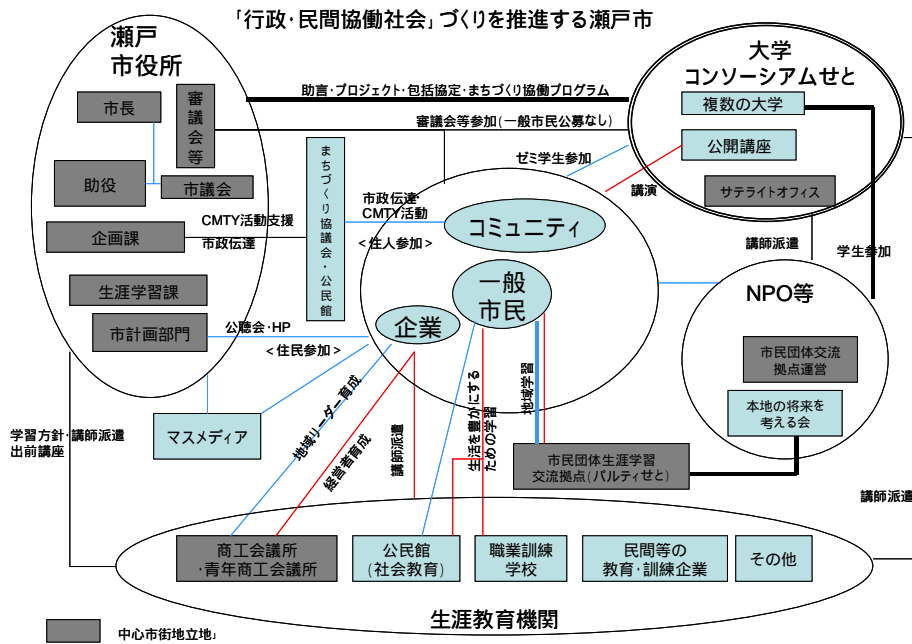 「行政・民間協働社会」づくりを推進する瀬戸市
瀬戸
市役所
市長
審議会等
助役
市議会
企画課
生涯学習課
市計画部門
CMTY活動支援
市政伝達
まちづくり協議会・公民館
市政伝達・
CMTY活動
<住人参加>
公聴会・HP
<住民参加>
助言・プロジェクト・包括協定・まちづくり協働プログラム
審議会等参加(一般市民公募なし)
ゼミ学生参加
講演
大学
コンソーシアムせと
複数の大学
公開講座
サテライトオフィス
講師派遣
学生参加
コミュニティ
一般
市民
企業
NPO等
市民団体交流
拠点運営
本地の将来を
考える会
マスメディア
学習方針・講師派遣
出前講座
地域リーダー育成
経営者育成
講師派遣
生活を豊かにする
ための学習
地域学習
市民団体生涯学習
交流拠点(パルティせと)
講師派遣
商工会議所
・青年商工会議所
公民館
(社会教育)
職業訓練
学校
民間等の
教育・訓練企業
その他
生涯教育機関
中心市街地立地」